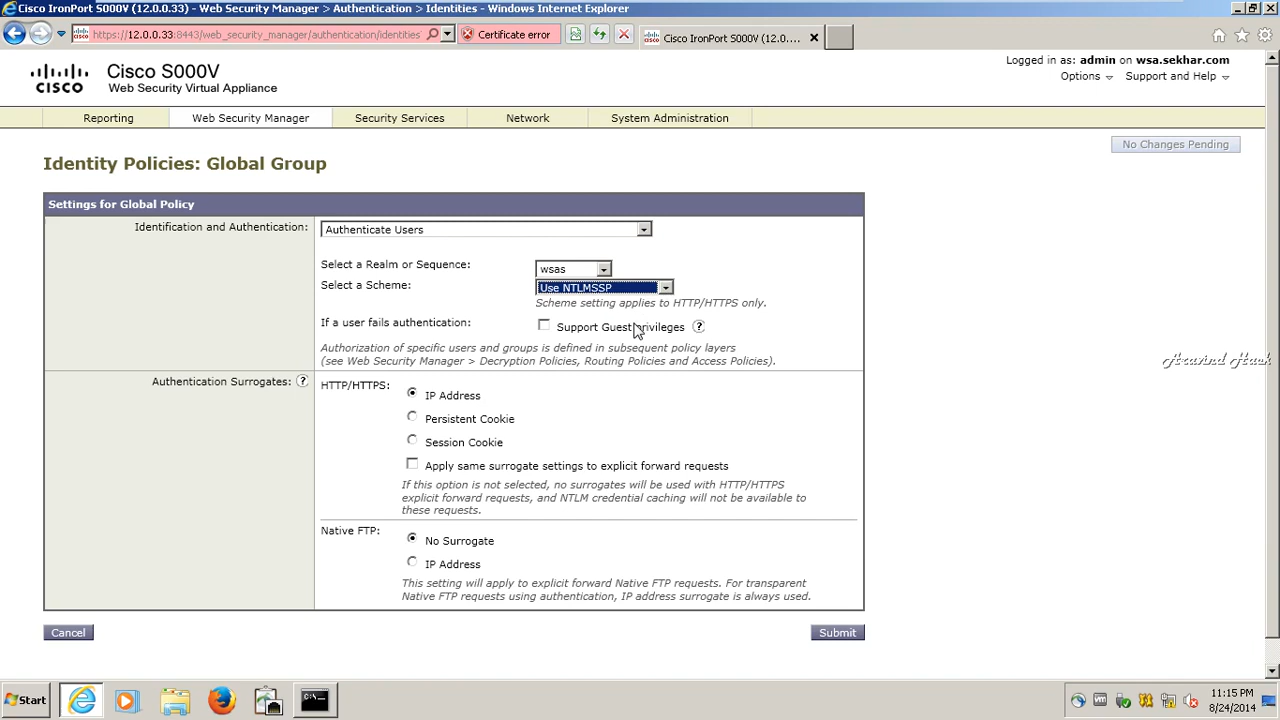 Cisco IronPort S000V (12.0.0.33) - Web Security Manager > Authentication > Identities - Windows Internet Explorer
https://12.0.0.33:8443/web_security_manager/authentication/identities
Certificate error
Cisco IronPort S000V (12.0....
Logged in as: admin on wsa.sekhar.com
Options
Support and Help
CISCO
Cisco S000V
Web Security Virtual Appliance
Reporting
Web Security Manager
Security Services
Network
System Administration
No Changes Pending
Identity Policies: Global Group
Settings for Global Policy
Identification and Authentication:
Authenticate Users
Select a Realm or Sequence:
wsas
Select a Scheme:
Use NTLMSSP
Scheme setting applies to HTTP/HTTPS only.
If a user fails authentication:
Support Guest Privileges ?
Authorization of specific users and groups is defined in subsequent policy layers
(see Web Security Manager > Decryption Policies, Routing Policies and Access Policies).
Authentication Surrogates: ?
HTTP/HTTPS:
IP Address
Persistent Cookie
Session Cookie
Apply same surrogate settings to explicit forward requests
If this option is not selected, no surrogates will be used with HTTP/HTTPS
explicit forward requests, and NTLM credential caching will not be available to
these requests.
Native FTP:
No Surrogate
IP Address
This setting will apply to explicit forward Native FTP requests. For transparent
Native FTP requests using authentication, IP address surrogate is always used.
Cancel
Submit
Start
11:15 PM
8/24/2014